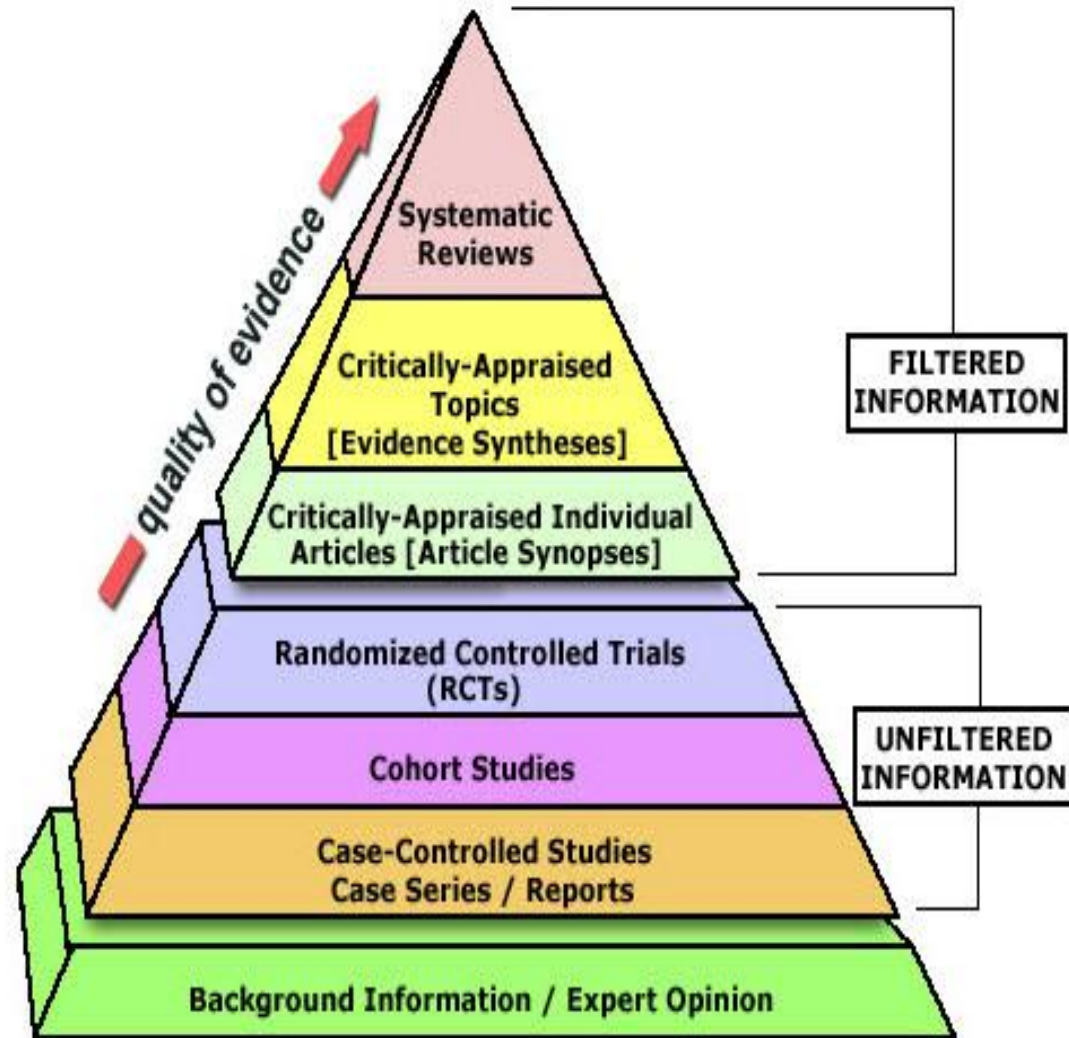 quality of evidence
Systematic
Reviews
Critically-Appraised
Topics
[Evidence Syntheses]
Critically-Appraised Individual
Articles [Article Synopses]
FILTERED
INFORMATION
Randomized Controlled Trials
(RCTs)
Cohort Studies
Case-Controlled Studies
Case Series / Reports
UNFILTERED
INFORMATION
Background Information / Expert Opinion